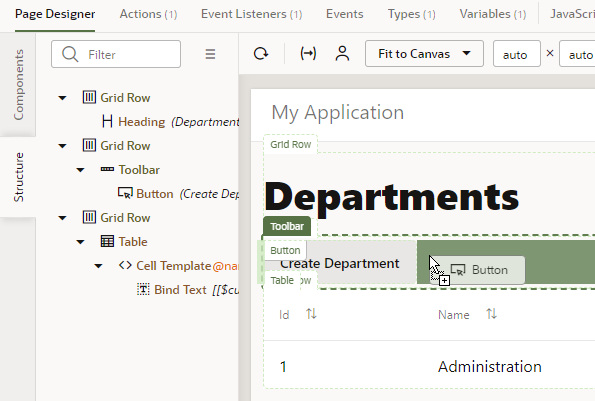 Page Designer Actions (1) Event Listeners (1) Events Types (1) Variables (1) JavaScri
Components
Structure
Filter
Fit to Canvas auto × auto
Grid Row
Heading (Department
Grid Row
Toolbar
Button (Create Dep
Grid Row
Table
Cell Template @na
Bind Text [[$cu
My Application
Grid Row
Departments
Toolbar
Button
Create Department
Button
Table ow
Id Name
1 Administration